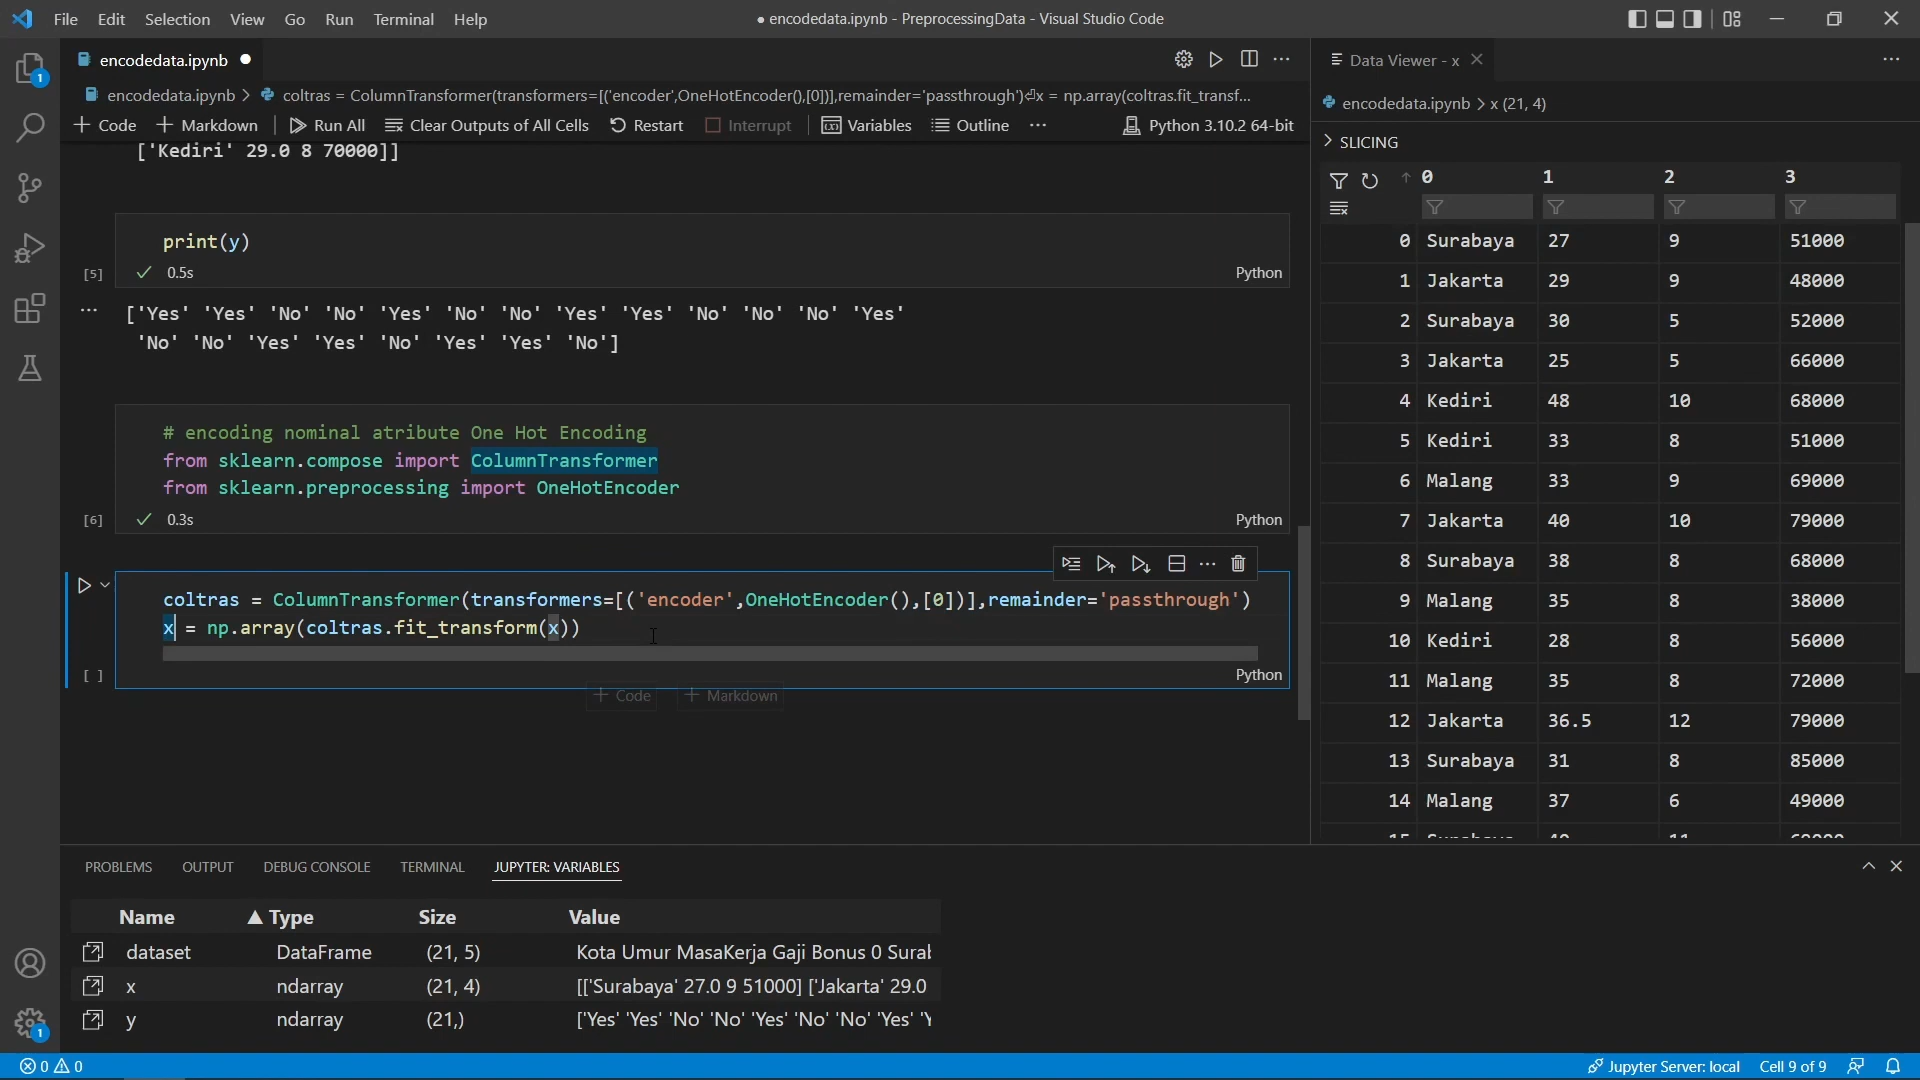 File Edit Selection View Go Run Terminal Help
● encodedata.ipynb - PreprocessingData - Visual Studio Code
encodedata.ipynb ●
encodedata.ipynb > coltras = ColumnTransformer(transformers=[('encoder',OneHotEncoder(),[0])],remainder='passthrough')⏎x = np.array(coltras.fit_transf...
+ Code + Markdown Run All Clear Outputs of All Cells Restart Interrupt Variables Outline ··· Python 3.10.2 64-bit
['Kediri' 29.0 8 70000]]
print(y)
[5] ✓ 0.5s Python
··· ['Yes' 'Yes' 'No' 'No' 'Yes' 'No' 'No' 'Yes' 'Yes' 'No' 'No' 'No' 'Yes'
'No' 'No' 'Yes' 'Yes' 'No' 'Yes' 'Yes' 'No']
# encoding nominal atribute One Hot Encoding
from sklearn.compose import ColumnTransformer
from sklearn.preprocessing import OneHotEncoder
[6] ✓ 0.3s Python
coltras = ColumnTransformer(transformers=[('encoder',OneHotEncoder(),[0])],remainder='passthrough')
x = np.array(coltras.fit_transform(x))
[ ] Python
+ Code + Markdown
Data Viewer - x
encodedata.ipynb > x (21, 4)
> SLICING
0 1 2 3
0 Surabaya 27 9 51000
1 Jakarta 29 9 48000
2 Surabaya 30 5 52000
3 Jakarta 25 5 66000
4 Kediri 48 10 68000
5 Kediri 33 8 51000
6 Malang 33 9 69000
7 Jakarta 40 10 79000
8 Surabaya 38 8 68000
9 Malang 35 8 38000
10 Kediri 28 8 56000
11 Malang 35 8 72000
12 Jakarta 36.5 12 79000
13 Surabaya 31 8 85000
14 Malang 37 6 49000
PROBLEMS OUTPUT DEBUG CONSOLE TERMINAL JUPYTER: VARIABLES
Name ▲ Type Size Value
dataset DataFrame (21, 5) Kota Umur MasaKerja Gaji Bonus 0 Surab
x ndarray (21, 4) [['Surabaya' 27.0 9 51000] ['Jakarta' 29.0
y ndarray (21,) ['Yes' 'Yes' 'No' 'No' 'Yes' 'No' 'No' 'Yes' 'Y
0 0 Jupyter Server: local Cell 9 of 9